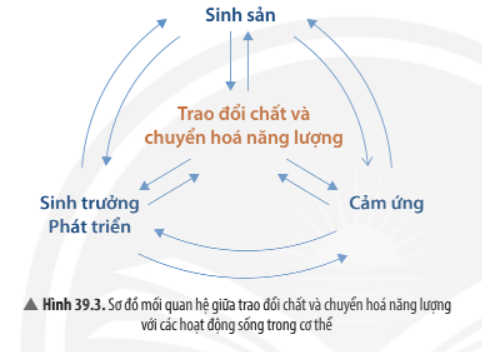 Sinh sản
Trao đổi chất và
chuyển hoá năng lượng
Sinh trưởng
Phát triển
Cảm ứng
▲ Hình 39.3. Sơ đồ mối quan hệ giữa trao đổi chất và chuyển hoá năng lượng
với các hoạt động sống trong cơ thể